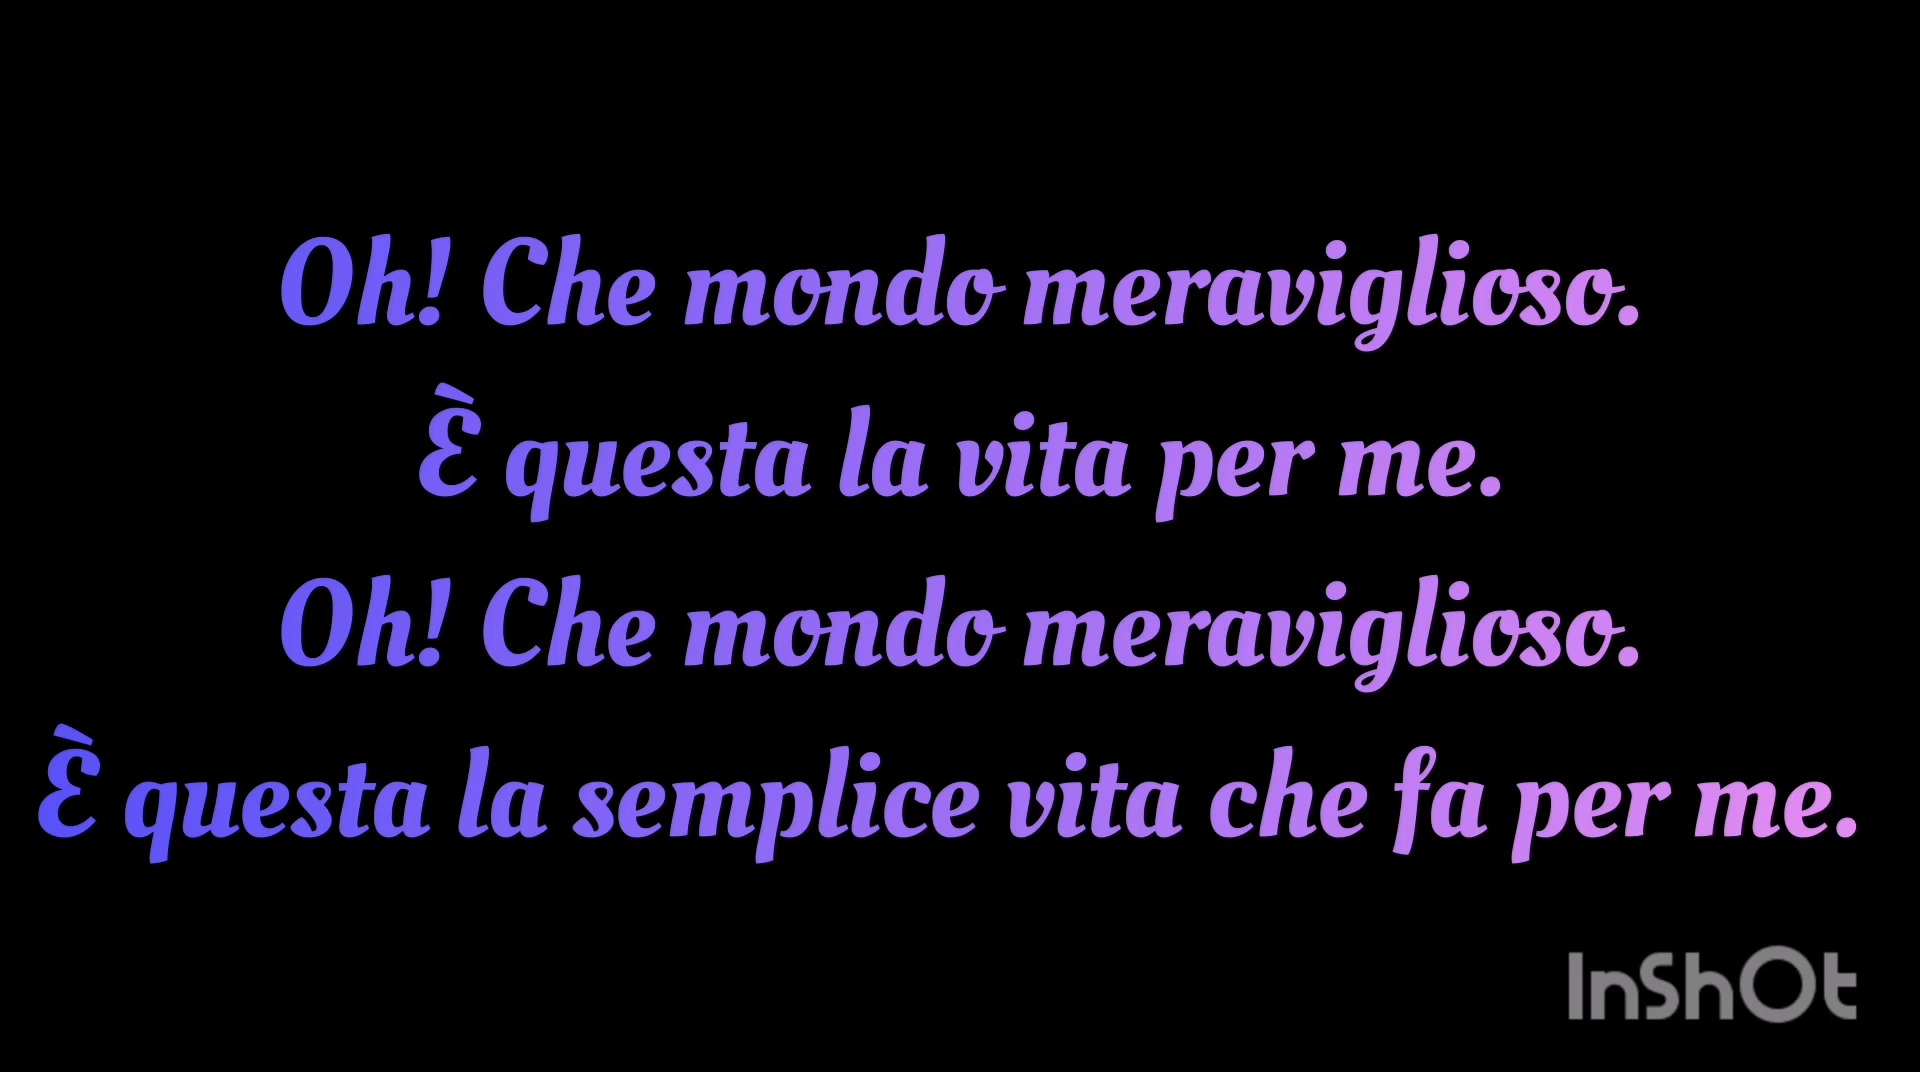 Oh! Che mondo meraviglioso.
È questa la vita per me.
Oh! Che mondo meraviglioso.
È questa la semplice vita che fa per me.
InShOt